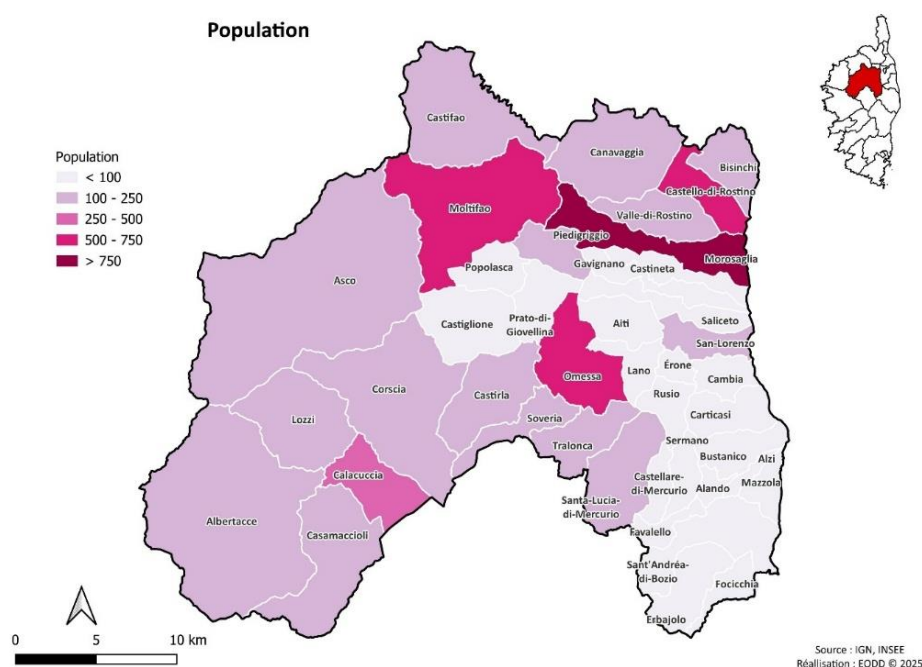 Population
Population
< 100
100 - 250
250 - 500
500 - 750
> 750
Castifao
Canavaggia
Bisinchi
Castello-di-Rostino
Moltifao
Valle-di-Rostino
Piedigriggio
Morosaglia
Gavignano
Castineta
Popolasca
Asco
Saliceto
Prato-di-
Giovellina
Castiglione
Aiti
San-Lorenzo
Omessa
Lano
Érone
Cambia
Corscia
Castirla
Rusio
Lozzi
Soveria
Carticasi
Tralonca
Sermano
Bustanico
Alzi
Calacuccia
Castellare-
di-Mercurio
Alando
Mazzola
Santa-Lucia-
di-Mercurio
Albertacce
Casamaccioli
Favalello
Sant'Andréa-
di-Bozio
Focicchia
Erbajolo
0 5 10 km
Source : IGN, INSEE
Réalisation : EODD © 2025